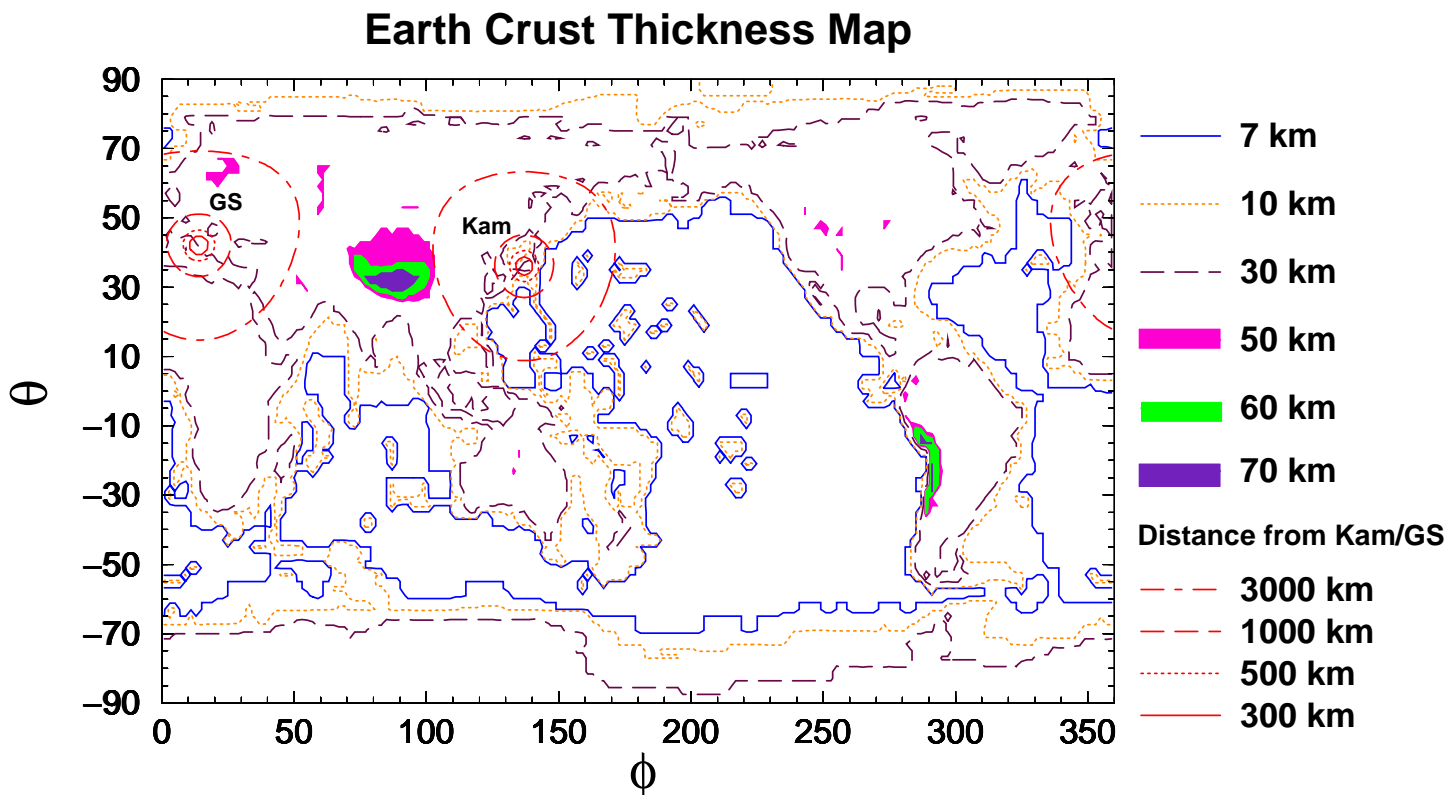 Earth Crust Thickness Map
90
70
50
30
10
−10
−30
−50
−70
−90
θ
0 50 100 150 200 250 300 350
ϕ
GS
Kam
7 km
10 km
30 km
50 km
60 km
70 km
Distance from Kam/GS
3000 km
1000 km
500 km
300 km